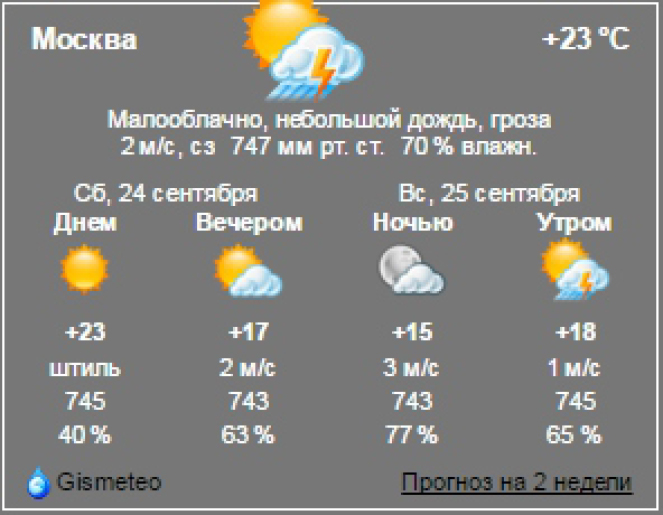 Москва +23 °C
Малооблачно, небольшой дождь, гроза
2 м/с, сз 747 мм рт. ст. 70 % влажн.
Сб, 24 сентября Вс, 25 сентября
Днем Вечером Ночью Утром
+23 +17 +15 +18
штиль 2 м/с 3 м/с 1 м/с
745 743 743 745
40 % 63 % 77 % 65 %
Gismeteo Прогноз на 2 недели